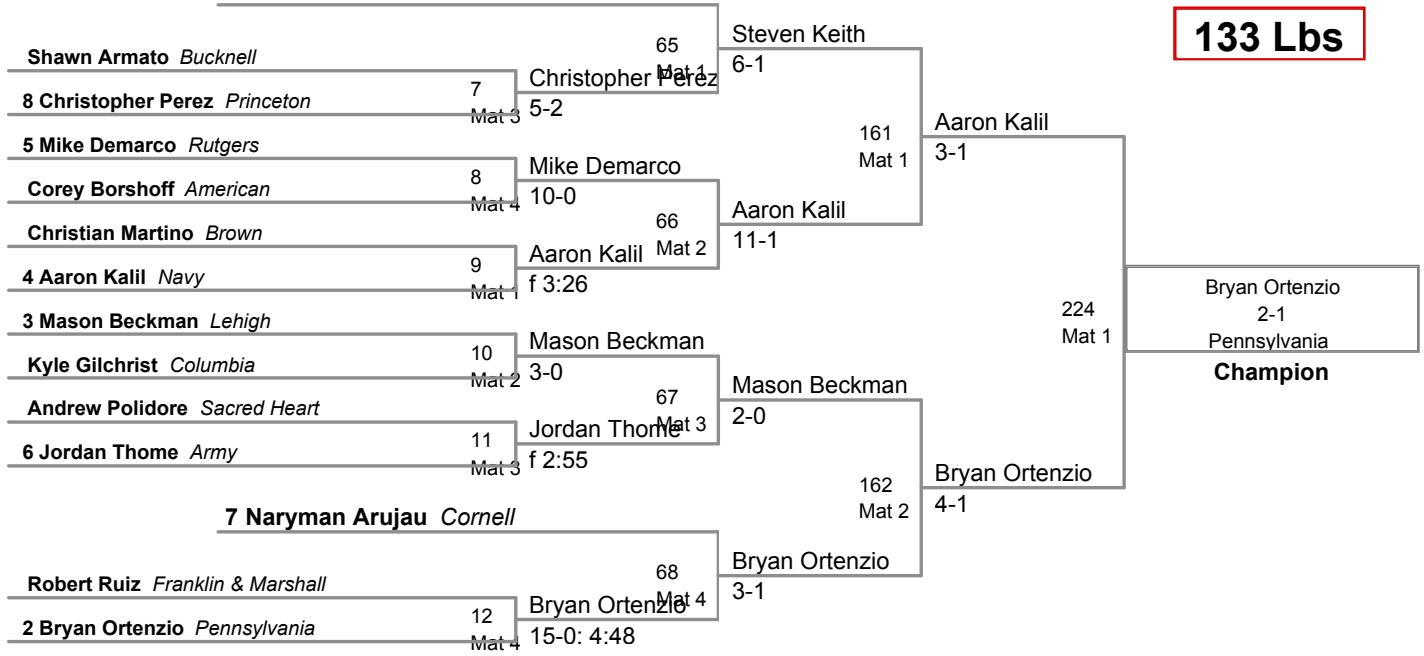 133 Lbs
Shawn Armato Bucknell
8 Christopher Perez Princeton
5 Mike Demarco Rutgers
Corey Borshoff American
Christian Martino Brown
4 Aaron Kalil Navy
3 Mason Beckman Lehigh
Kyle Gilchrist Columbia
Andrew Polidore Sacred Heart
6 Jordan Thome Army
7 Naryman Arujau Cornell
Robert Ruiz Franklin & Marshall
2 Bryan Ortenzio Pennsylvania
7
Mat 3
Christopher Perez
5-2
8
Mat 4
Mike Demarco
10-0
9
Mat 1
Aaron Kalil
f 3:26
10
Mat 2
Mason Beckman
3-0
11
Mat 3
Jordan Thome
f 2:55
12
Mat 4
Bryan Ortenzio
15-0: 4:48
65
Mat 1
Steven Keith
6-1
66
Mat 2
Aaron Kalil
11-1
67
Mat 3
Mason Beckman
2-0
68
Mat 4
Bryan Ortenzio
3-1
161
Mat 1
Aaron Kalil
3-1
162
Mat 2
Bryan Ortenzio
4-1
224
Mat 1
Bryan Ortenzio
2-1
Pennsylvania
Champion